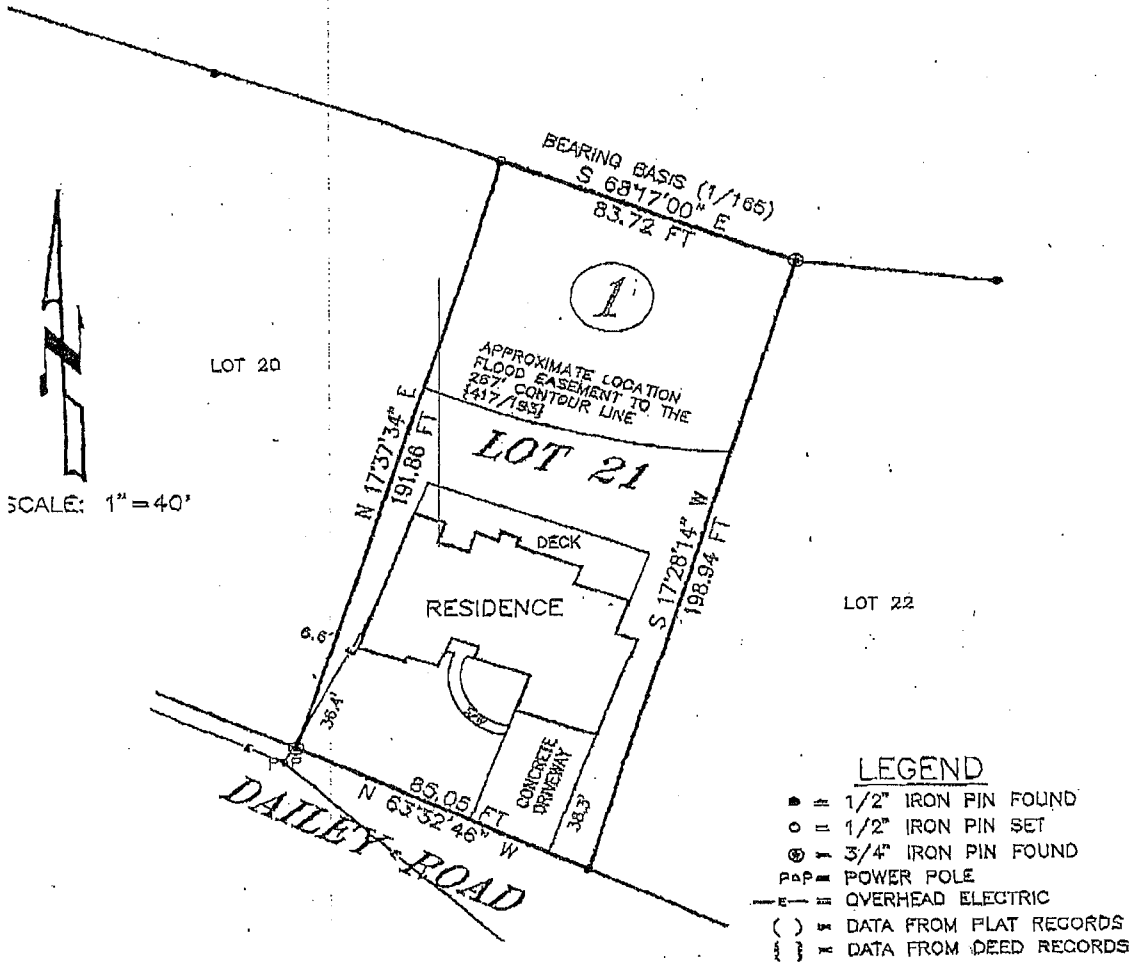 BEARING BASIS (1/165)
S 68°17'00" E
83.72 FT
1
LOT 20
APPROXIMATE LOCATION
FLOOD EASEMENT TO THE
267' CONTOUR LINE
{417/193}
LOT 21
N 17°37'34" E
191.86 FT
SCALE: 1"=40'
DECK
S 17°28'14" W
198.94 FT
RESIDENCE
LOT 22
6.6'
36.4'
CONCRETE
DRIVEWAY
38.3'
PP
85.05 FT
N 63°32'46" W
DAILEY ROAD
LEGEND
● = 1/2" IRON PIN FOUND
○ = 1/2" IRON PIN SET
◎ = 3/4" IRON PIN FOUND
P▫P = POWER POLE
—E— = OVERHEAD ELECTRIC
( ) = DATA FROM PLAT RECORDS
{ } = DATA FROM DEED RECORDS